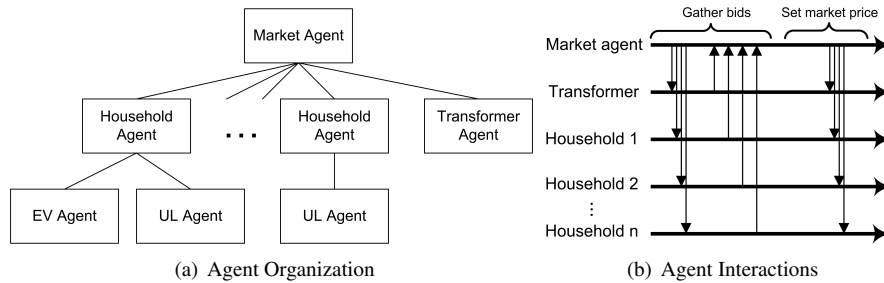 Market Agent
Household
Agent
. . .
Household
Agent
Transformer
Agent
EV Agent
UL Agent
UL Agent
(a) Agent Organization
Gather bids
Set market price
Market agent
Transformer
Household 1
Household 2
⋮
Household n
(b) Agent Interactions